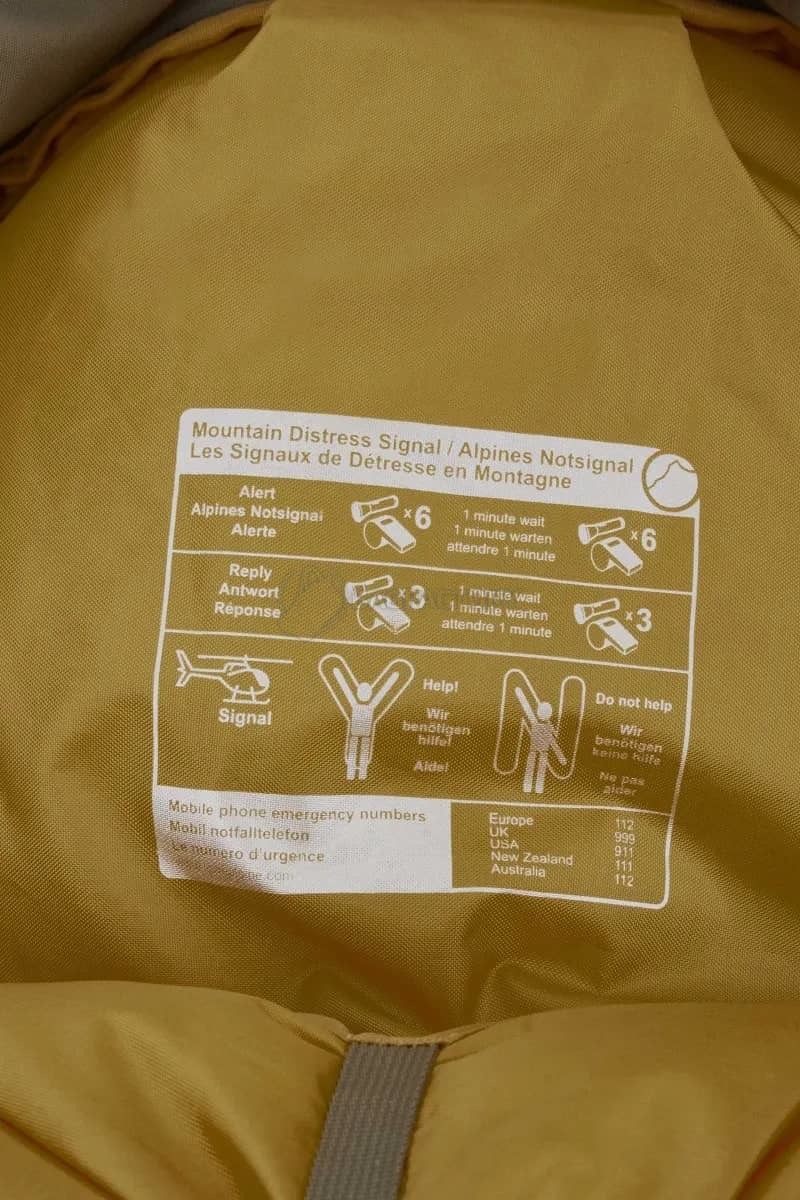 Mountain Distress Signal / Alpines Notsignal
Les Signaux de Détresse en Montagne
Alert
Alpines Notsignal
Alerte
x6
1 minute wait
1 minute warten
attendre 1 minute
x6
Reply
Antwort
Réponse
x3
1 minute wait
1 minute warten
attendre 1 minute
x3
Signal
Help!
Wir
benötigen
hilfe!
Aide!
Do not help
Wir
benötigen
keine hilfe
Ne pas
aider
Mobile phone emergency numbers
Mobil notfalltelefon
Le numero d'urgence
Europe 112
UK 999
USA 911
New Zealand 111
Australia 112